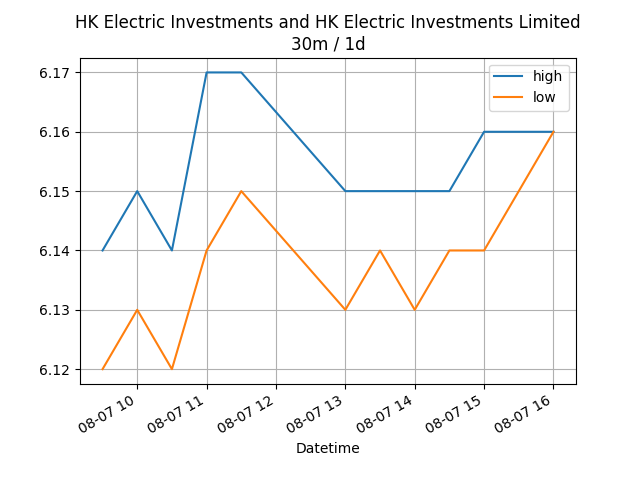 HK Electric Investments and HK Electric Investments Limited
30m / 1d
high
low
6.17
6.16
6.15
6.14
6.13
6.12
08-07 10
08-07 11
08-07 12
08-07 13
08-07 14
08-07 15
08-07 16
Datetime